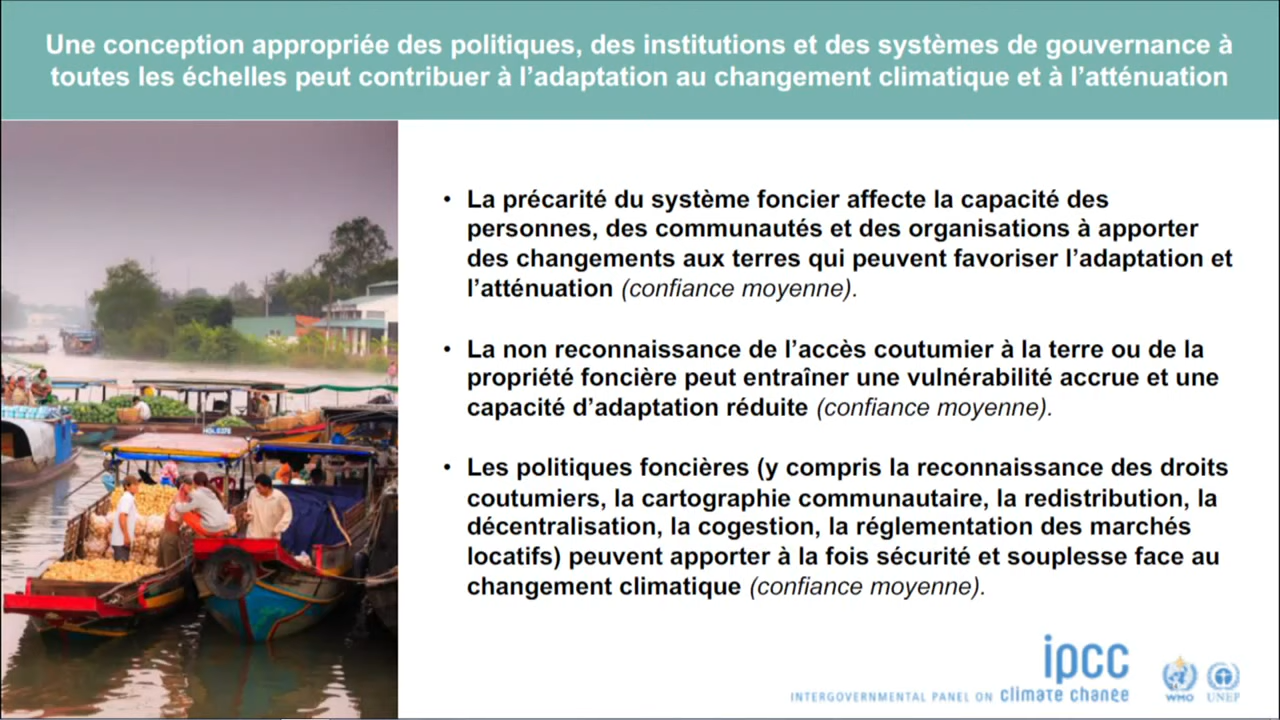 Une conception appropriée des politiques, des institutions et des systèmes de gouvernance à
toutes les échelles peut contribuer à l’adaptation au changement climatique et à l’atténuation
• La précarité du système foncier affecte la capacité des
personnes, des communautés et des organisations à apporter
des changements aux terres qui peuvent favoriser l’adaptation et
l’atténuation (confiance moyenne).
• La non reconnaissance de l’accès coutumier à la terre ou de la
propriété foncière peut entraîner une vulnérabilité accrue et une
capacité d’adaptation réduite (confiance moyenne).
• Les politiques foncières (y compris la reconnaissance des droits
coutumiers, la cartographie communautaire, la redistribution, la
décentralisation, la cogestion, la réglementation des marchés
locatifs) peuvent apporter à la fois sécurité et souplesse face au
changement climatique (confiance moyenne).
ipcc
INTERGOVERNMENTAL PANEL ON climate change
WMO UNEP